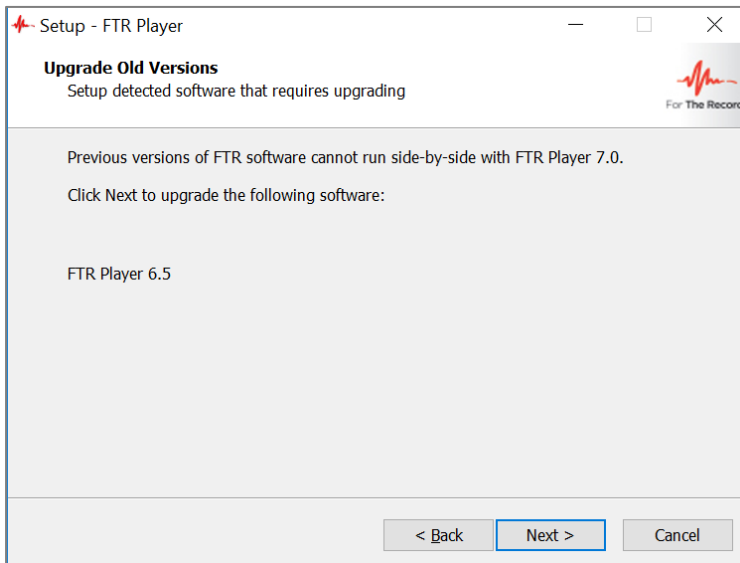 Setup - FTR Player
Upgrade Old Versions
Setup detected software that requires upgrading
For The Record
Previous versions of FTR software cannot run side-by-side with FTR Player 7.0.
Click Next to upgrade the following software:
FTR Player 6.5
< Back
Next >
Cancel